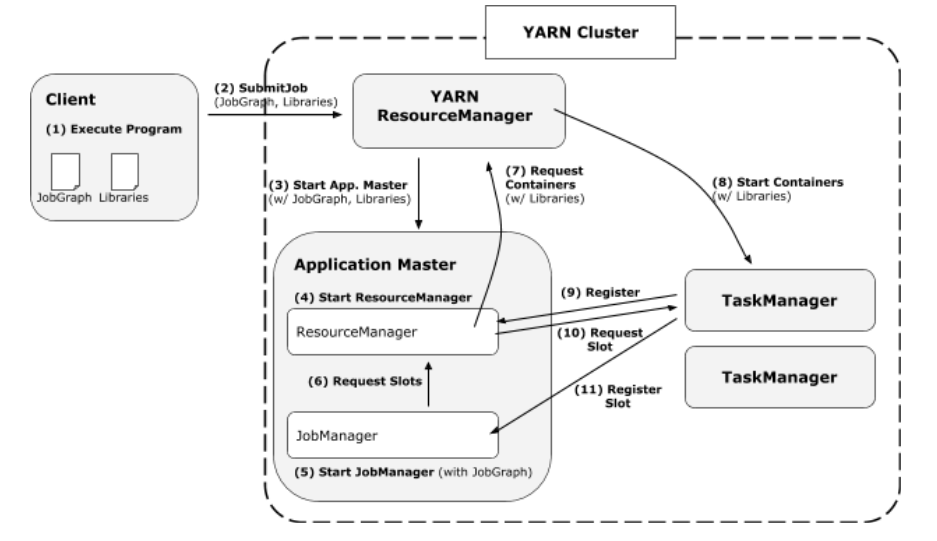 YARN Cluster
Client
(1) Execute Program
JobGraph Libraries
(2) SubmitJob
(JobGraph, Libraries)
YARN
ResourceManager
(3) Start App. Master
(w/ JobGraph, Libraries)
(7) Request
Containers
(w/ Libraries)
(8) Start Containers
(w/ Libraries)
Application Master
(4) Start ResourceManager
ResourceManager
(6) Request Slots
JobManager
(5) Start JobManager (with JobGraph)
(9) Register
(10) Request
Slot
(11) Register
Slot
TaskManager
TaskManager